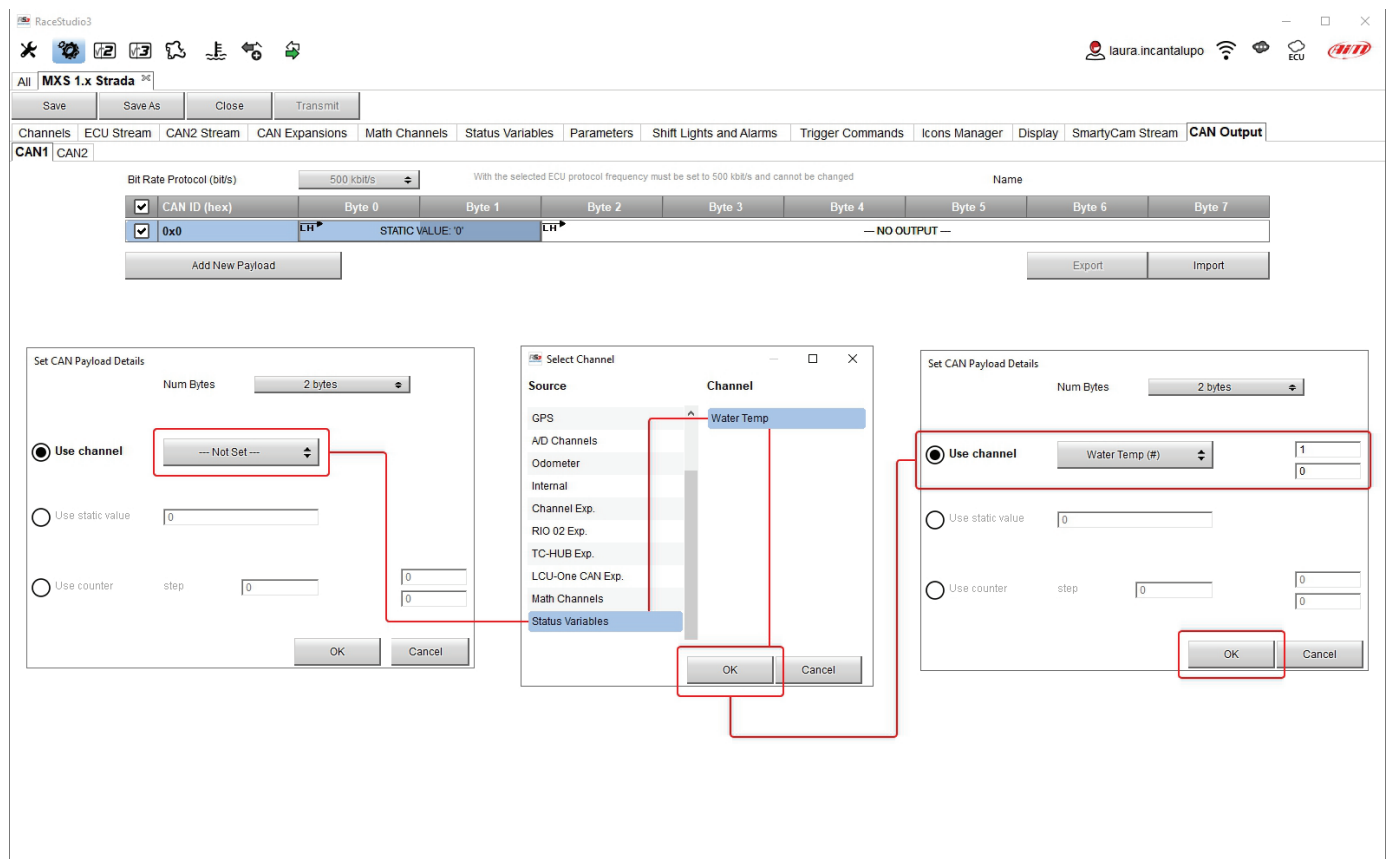 RaceStudio3
laura.incantalupo
ECU
AiM
All MXS 1.x Strada
Save Save As Close Transmit
Channels ECU Stream CAN2 Stream CAN Expansions Math Channels Status Variables Parameters Shift Lights and Alarms Trigger Commands Icons Manager Display SmartyCam Stream CAN Output
CAN1 CAN2
Bit Rate Protocol (bit/s) 500 kbit/s With the selected ECU protocol frequency must be set to 500 kbit/s and cannot be changed Name
CAN ID (hex) Byte 0 Byte 1 Byte 2 Byte 3 Byte 4 Byte 5 Byte 6 Byte 7
0x0 LH STATIC VALUE: '0' LH --- NO OUTPUT ---
Add New Payload Export Import
Set CAN Payload Details
Num Bytes 2 bytes
Use channel --- Not Set ---
Use static value 0
Use counter step 0 0
0
OK Cancel
Select Channel
Source Channel
GPS Water Temp
A/D Channels
Odometer
Internal
Channel Exp.
RIO 02 Exp.
TC-HUB Exp.
LCU-One CAN Exp.
Math Channels
Status Variables
OK Cancel
Set CAN Payload Details
Num Bytes 2 bytes
Use channel Water Temp (#) 1
0
Use static value 0
Use counter step 0 0
0
OK Cancel